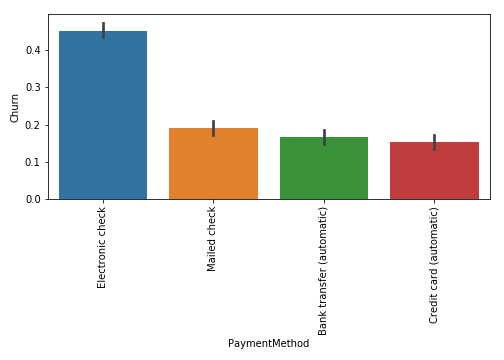 0.4
0.3
0.2
0.1
0.0
Churn
Electronic check
Mailed check
Bank transfer (automatic)
Credit card (automatic)
PaymentMethod